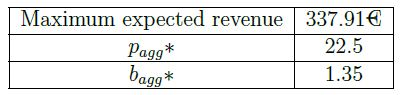 Maximum expected revenue 337.91€
p_agg* 22.5
b_agg* 1.35